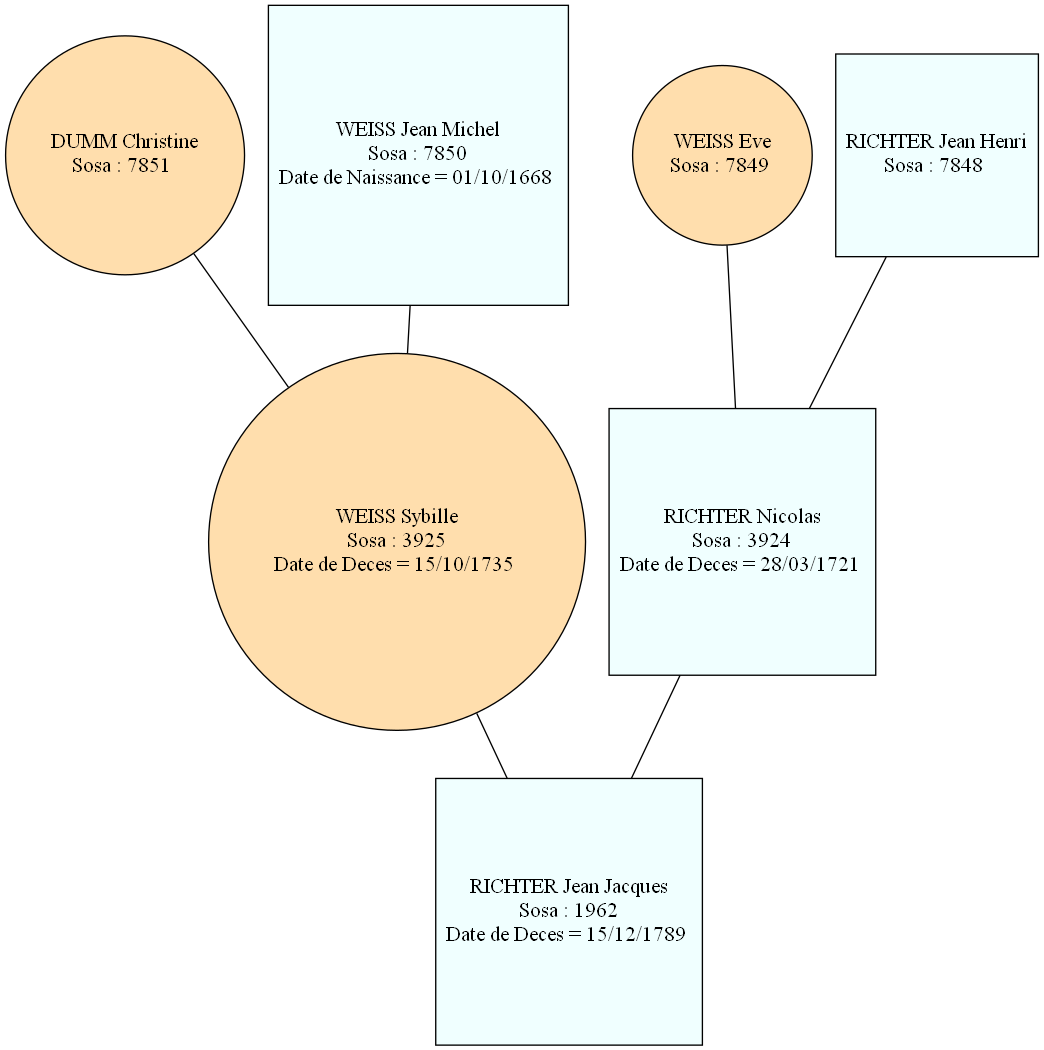 DUMM Christine
Sosa : 7851
WEISS Jean Michel
Sosa : 7850
Date de Naissance = 01/10/1668
WEISS Eve
Sosa : 7849
RICHTER Jean Henri
Sosa : 7848
WEISS Sybille
Sosa : 3925
Date de Deces = 15/10/1735
RICHTER Nicolas
Sosa : 3924
Date de Deces = 28/03/1721
RICHTER Jean Jacques
Sosa : 1962
Date de Deces = 15/12/1789